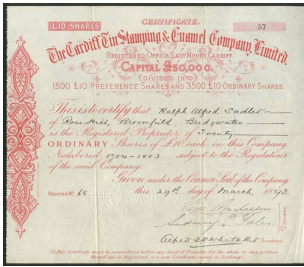 £10 SHARES
CERTIFICATE.
57
The Cardiff Tin Stamping & Enamel Company, Limited.
REGISTERED OFFICE, EAST MOORS, CARDIFF.
CAPITAL £50,000.
DIVIDED INTO
1500 £10 PREFERENCE SHARES AND 3500 £10 ORDINARY SHARES.
This is to certify that Ralph Alfred Sadler
of Rose Hill, Broomfield, Bridgwater
is the Registered Proprietor of Twenty
ORDINARY Shares of £10 each in this Company
Numbered 1784-1803 subject to the Regulations
of the said Company.
Given under the Common Seal of the Company
this 29th day of March 1893
68
Secretary